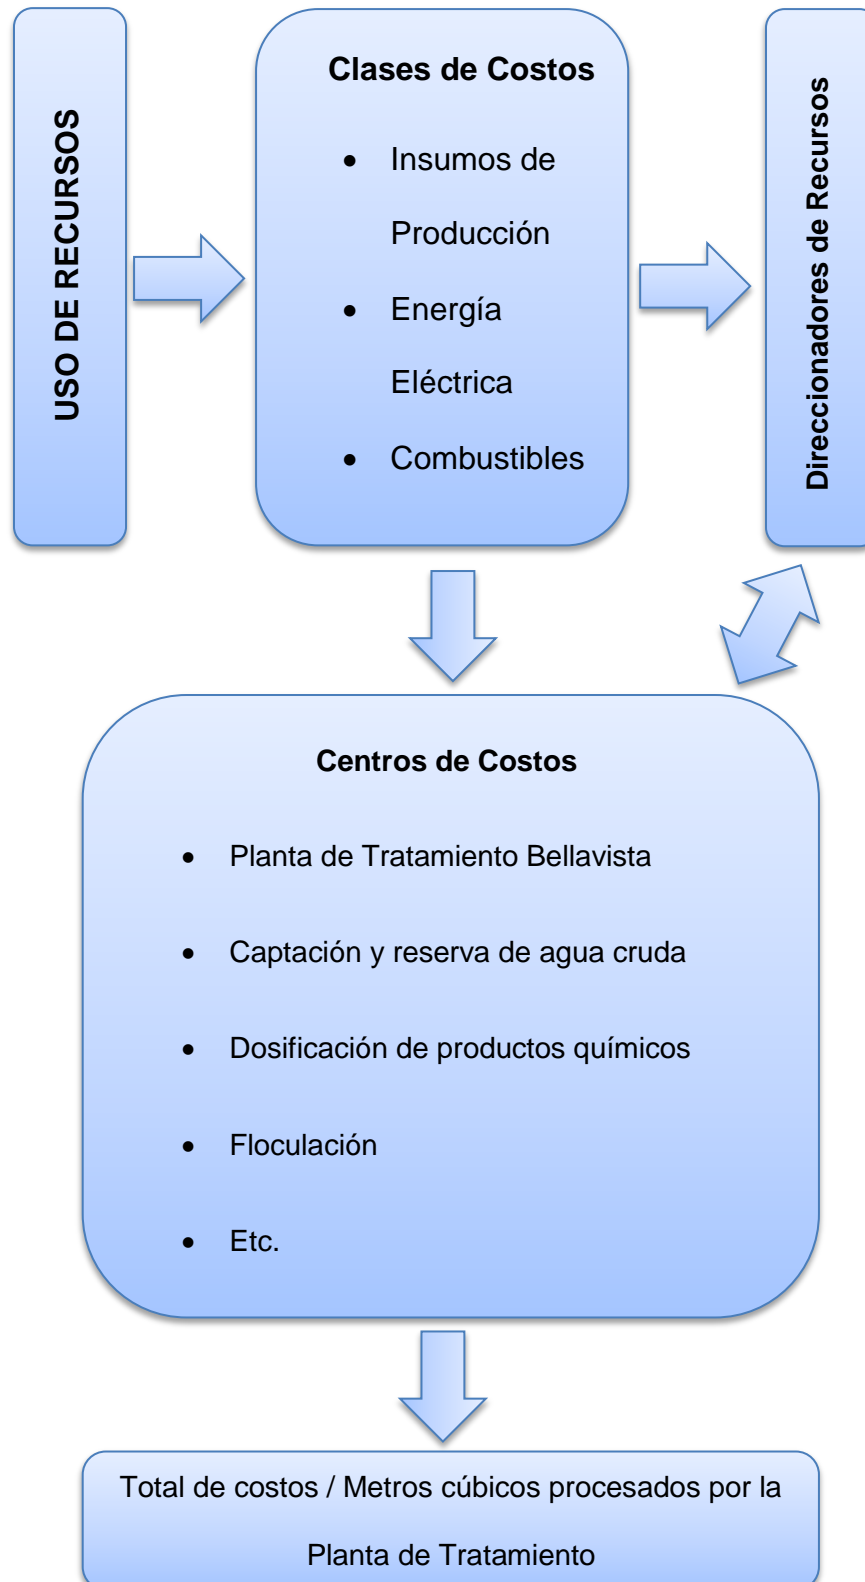 USO DE RECURSOS
Clases de Costos
• Insumos de
Producción
• Energía
Eléctrica
• Combustibles
Direccionadores de Recursos
Centros de Costos
• Planta de Tratamiento Bellavista
• Captación y reserva de agua cruda
• Dosificación de productos químicos
• Floculación
• Etc.
Total de costos / Metros cúbicos procesados por la
Planta de Tratamiento